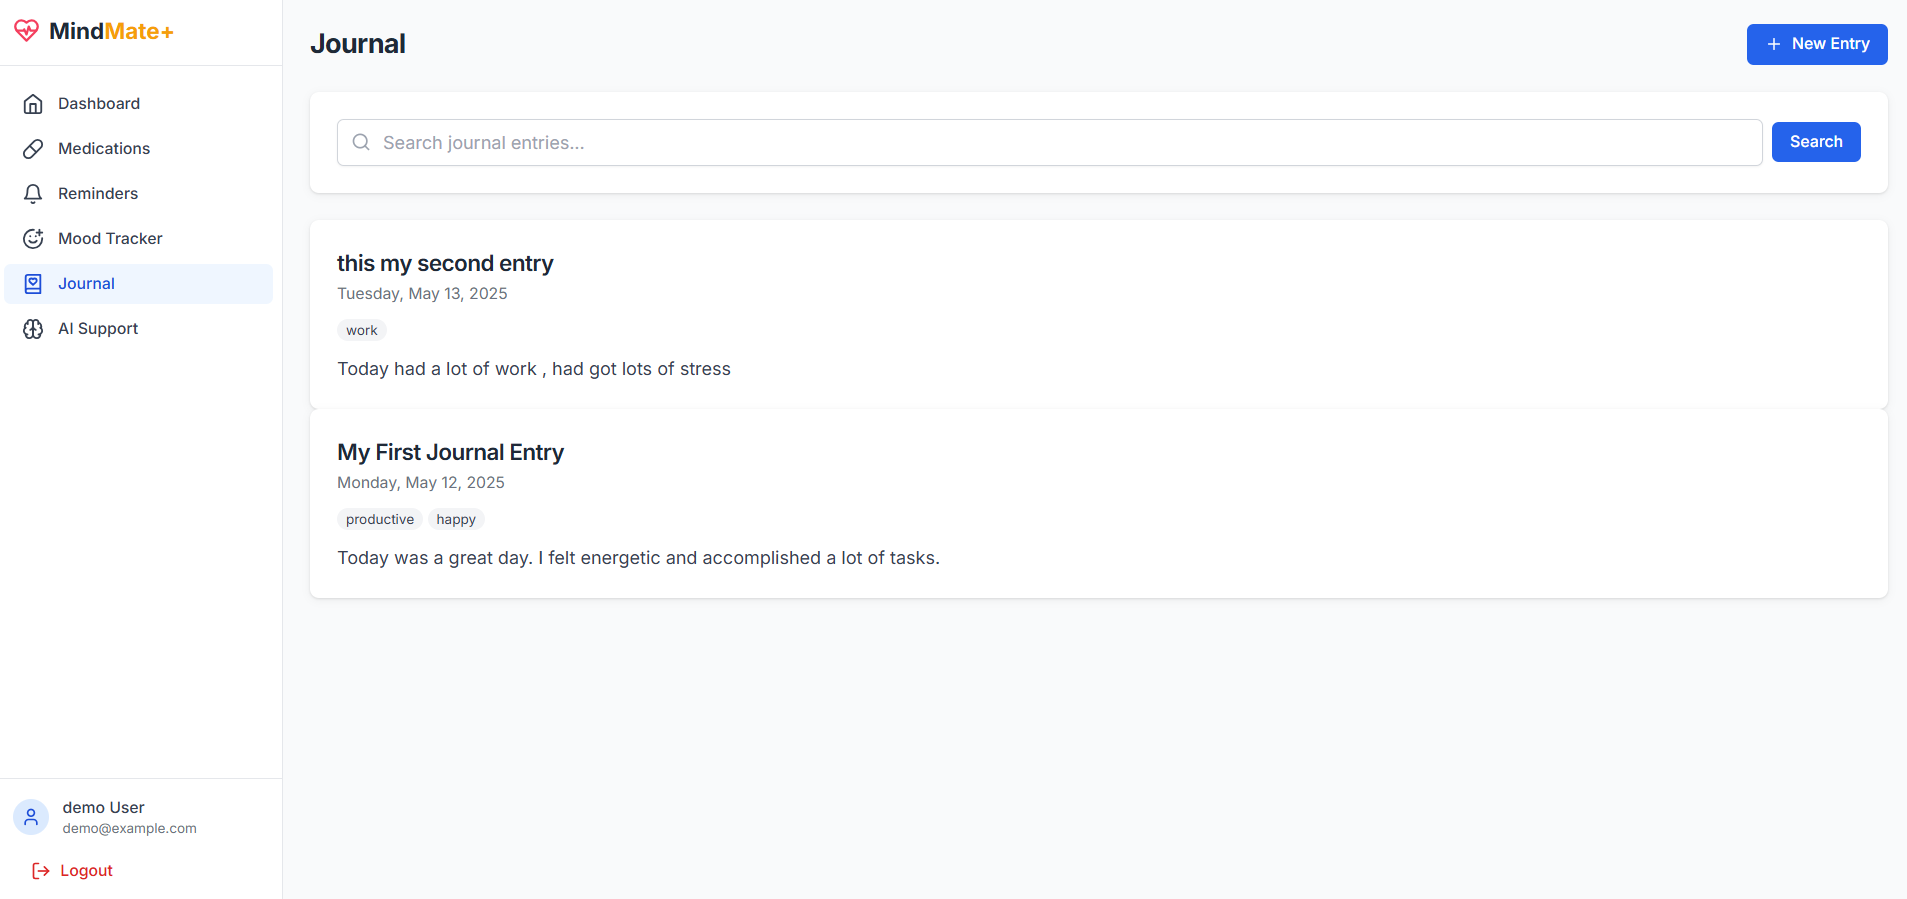 MindMate+
Dashboard
Medications
Reminders
Mood Tracker
Journal
AI Support
demo User
demo@example.com
Logout
Journal
New Entry
Search journal entries...
Search
this my second entry
Tuesday, May 13, 2025
work
Today had a lot of work , had got lots of stress
My First Journal Entry
Monday, May 12, 2025
productive happy
Today was a great day. I felt energetic and accomplished a lot of tasks.